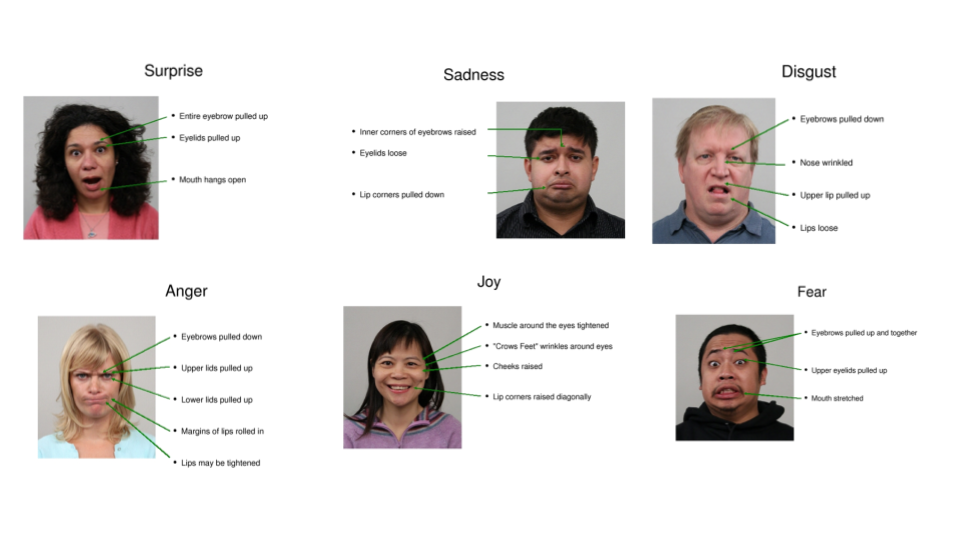 Surprise
Entire eyebrow pulled up
Eyelids pulled up
Mouth hangs open
Sadness
Inner corners of eyebrows raised
Eyelids loose
Lip corners pulled down
Disgust
Eyebrows pulled down
Nose wrinkled
Upper lip pulled up
Lips loose
Anger
Eyebrows pulled down
Upper lids pulled up
Lower lids pulled up
Margins of lips rolled in
Lips may be tightened
Joy
Muscle around the eyes tightened
"Crows Feet" wrinkles around eyes
Cheeks raised
Lip corners raised diagonally
Fear
Eyebrows pulled up and together
Upper eyelids pulled up
Mouth stretched